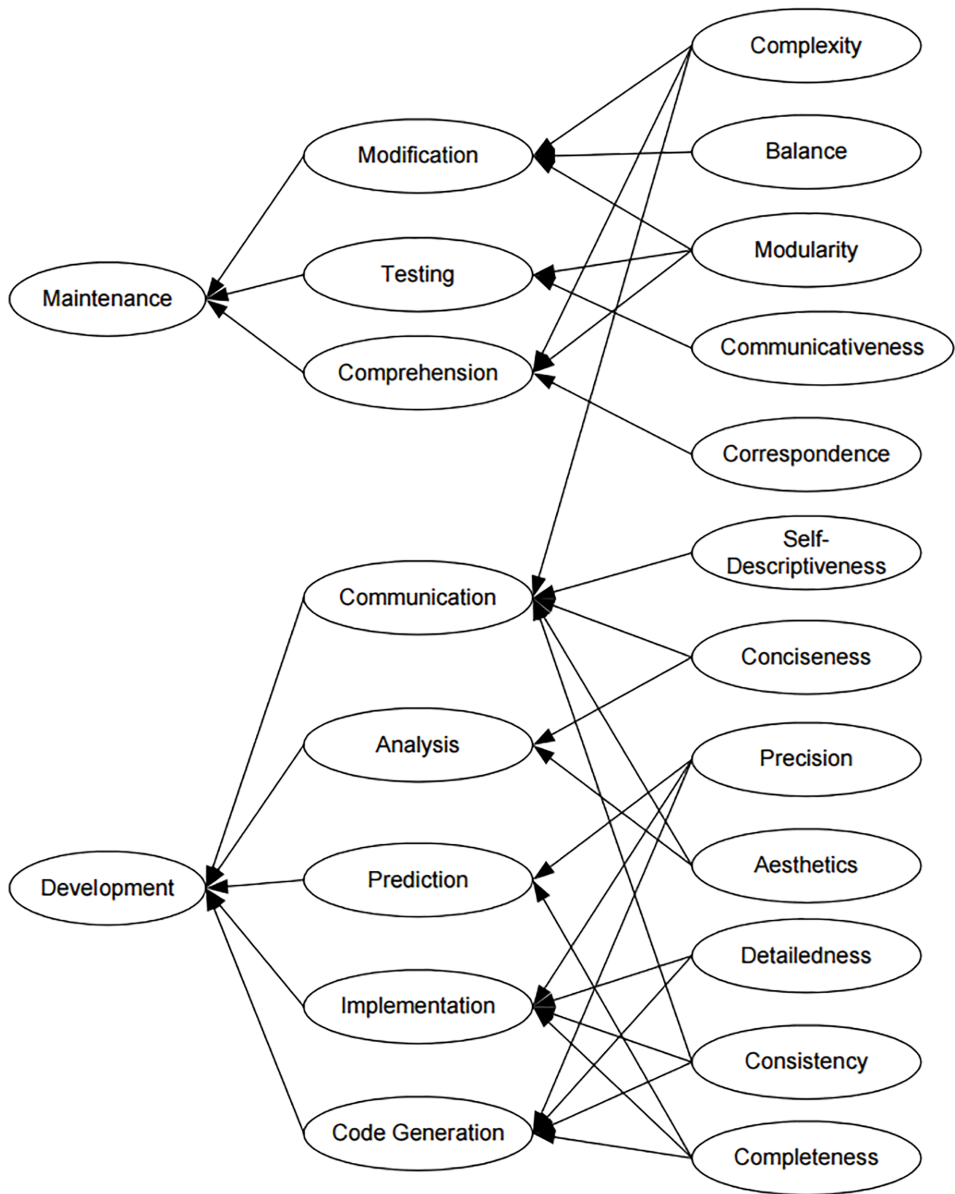 Complexity
Modification
Balance
Modularity
Testing
Maintenance
Communicativeness
Comprehension
Correspondence
Self-
Descriptiveness
Communication
Conciseness
Analysis
Precision
Aesthetics
Prediction
Development
Detailedness
Implementation
Consistency
Code Generation
Completeness